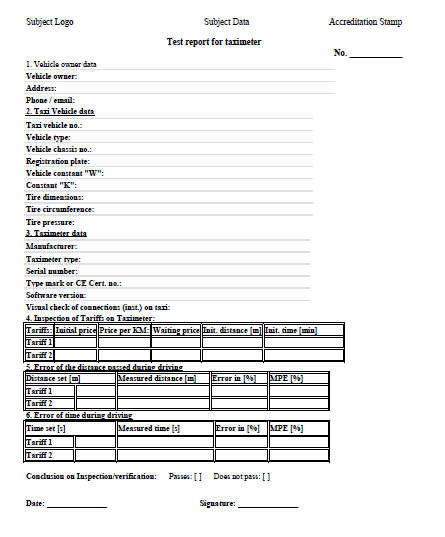 Subject Logo Subject Data Accreditation Stamp
Test report for taximeter
No. ___________
1. Vehicle owner data
Vehicle owner:
Address:
Phone / email:
2. Taxi Vehicle data
Taxi vehicle no.:
Vehicle type:
Vehicle chassis no.:
Registration plate:
Vehicle constant "W":
Constant "K":
Tire dimensions:
Tire circumference:
Tire pressure:
3. Taximeter data
Manufacturer:
Taximeter type:
Serial number:
Type mark or CE Cert. no.:
Software version:
Visual check of connections (inst.) on taxi:
4. Inspection of Tariffs on Taximeter:
Tariffs: Initial price Price per KM: Waiting price Init. distance [m] Init. time [min]
Tariff 1
Tariff 2
5. Error of the distance passed during driving
Distance set [m] Measured distance [m] Error in [%] MPE [%]
Tariff 1
Tariff 2
6. Error of time during driving
Time set [s] Measured time [s] Error in [%] MPE [%]
Tariff 1
Tariff 2
Conclusion on Inspection/verification: Passes: [ ] Does not pass: [ ]
Date: ______________ Signature: ______________